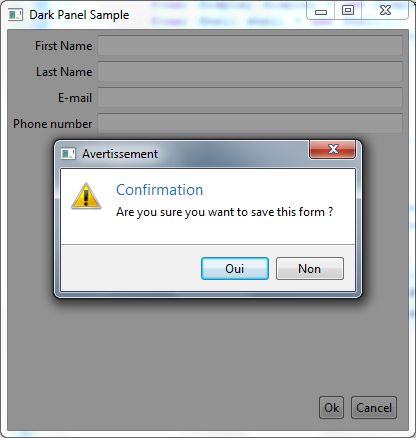 Dark Panel Sample
First Name
Last Name
E-mail
Phone number
Avertissement
Confirmation
Are you sure you want to save this form ?
Oui Non
Ok Cancel